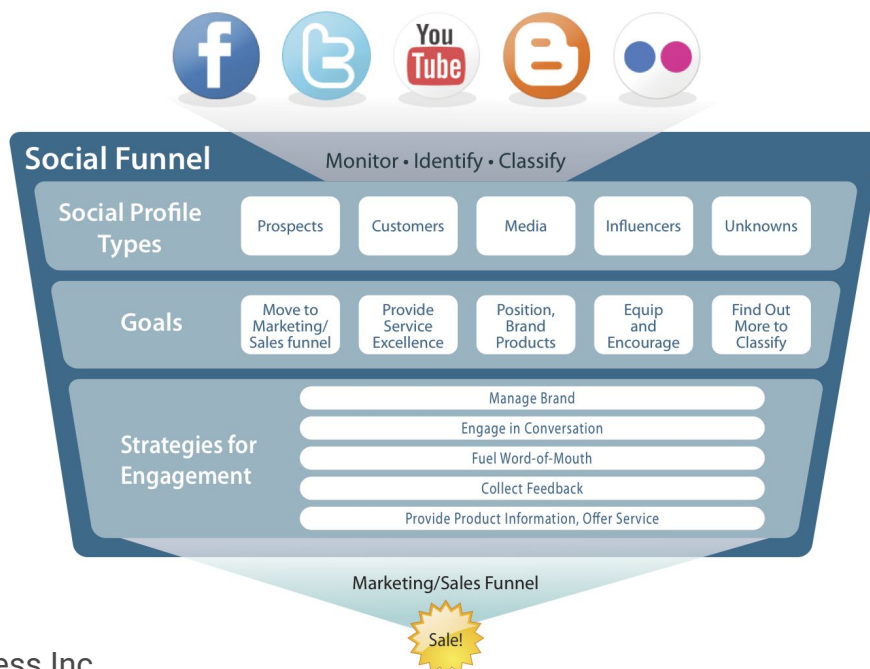 f
t
You
Tube
B
Social Funnel
Monitor • Identify • Classify
Social Profile
Types
Prospects
Customers
Media
Influencers
Unknowns
Goals
Move to
Marketing/
Sales funnel
Provide
Service
Excellence
Position,
Brand
Products
Equip
and
Encourage
Find Out
More to
Classify
Strategies for
Engagement
Manage Brand
Engage in Conversation
Fuel Word-of-Mouth
Collect Feedback
Provide Product Information, Offer Service
Marketing/Sales Funnel
Sale!
ess Inc